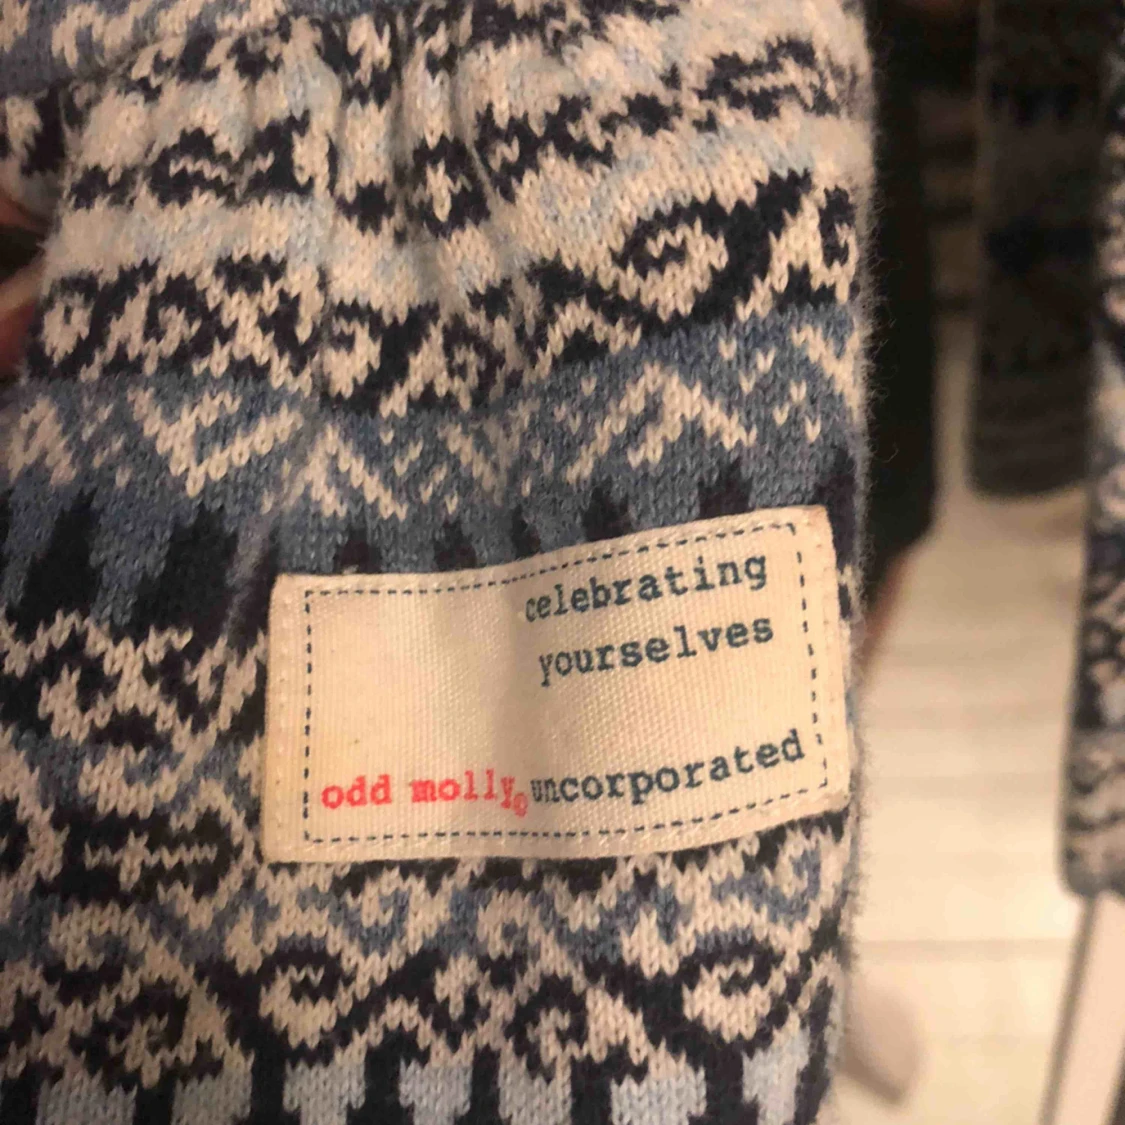 celebrating
yourselves
odd molly© uncorporated